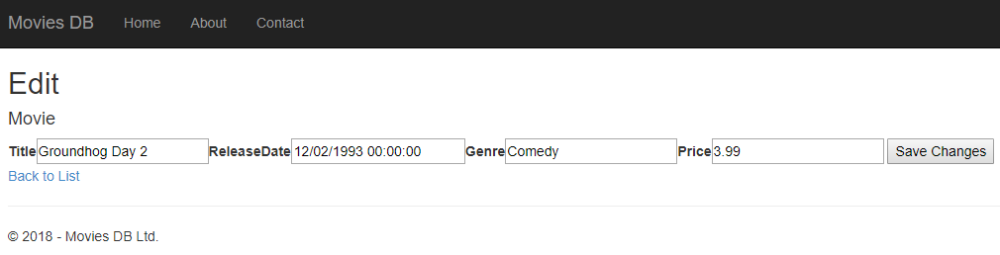 Movies DB Home About Contact
Edit
Movie
Title Groundhog Day 2 ReleaseDate 12/02/1993 00:00:00 Genre Comedy Price 3.99 Save Changes
Back to List
© 2018 - Movies DB Ltd.